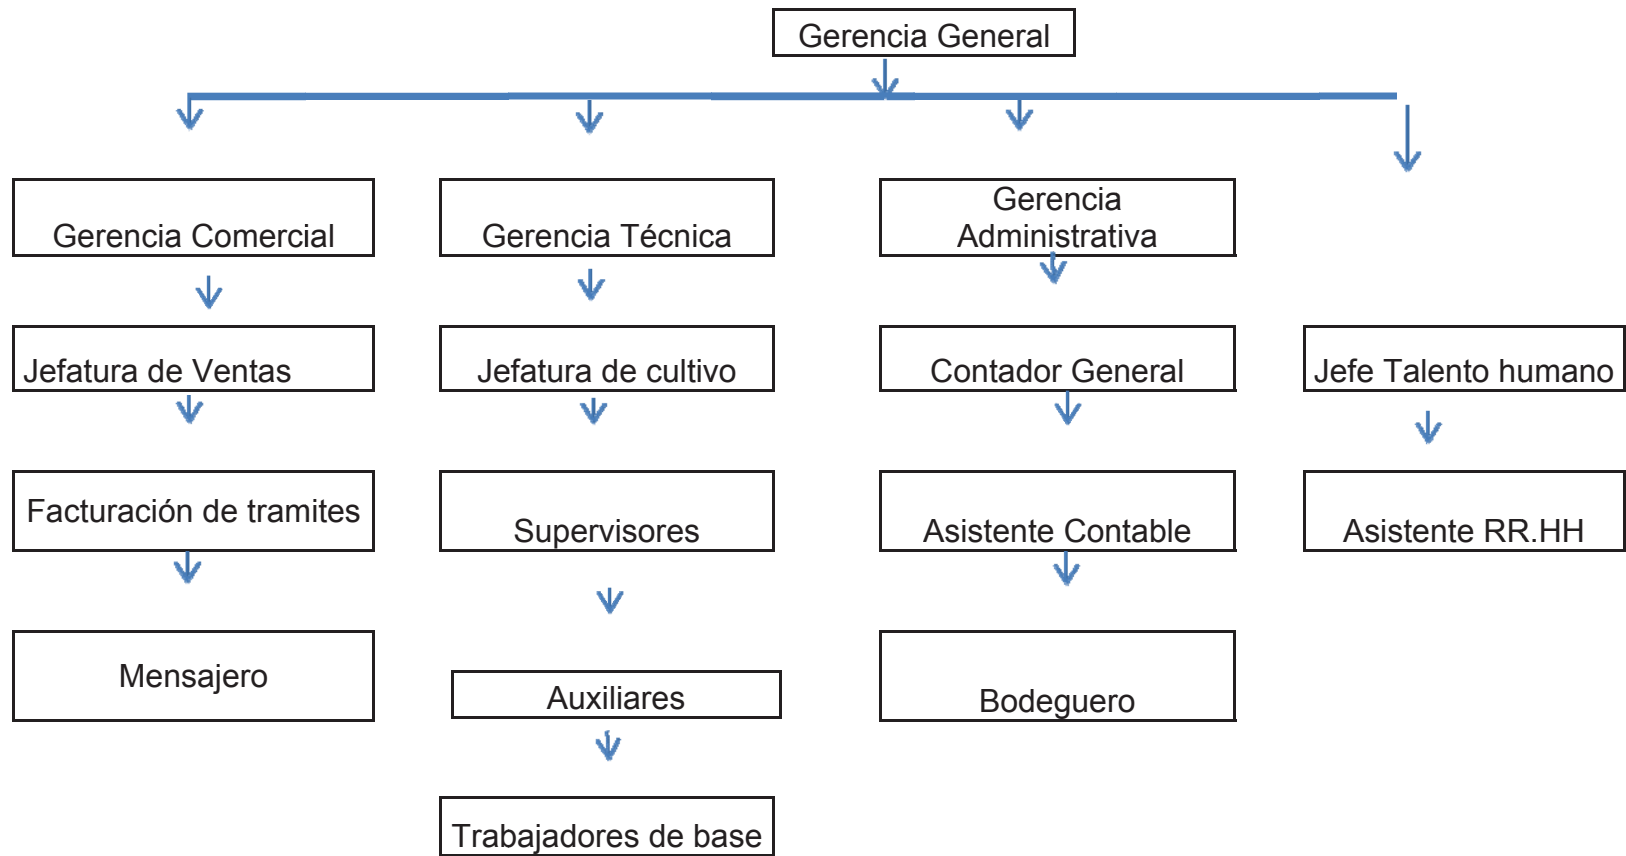 Gerencia General
Gerencia Comercial
Gerencia Técnica
Gerencia
Administrativa
Jefatura de Ventas
Jefatura de cultivo
Contador General
Jefe Talento humano
Facturación de tramites
Supervisores
Asistente Contable
Asistente RR.HH
Mensajero
Auxiliares
Bodeguero
Trabajadores de base